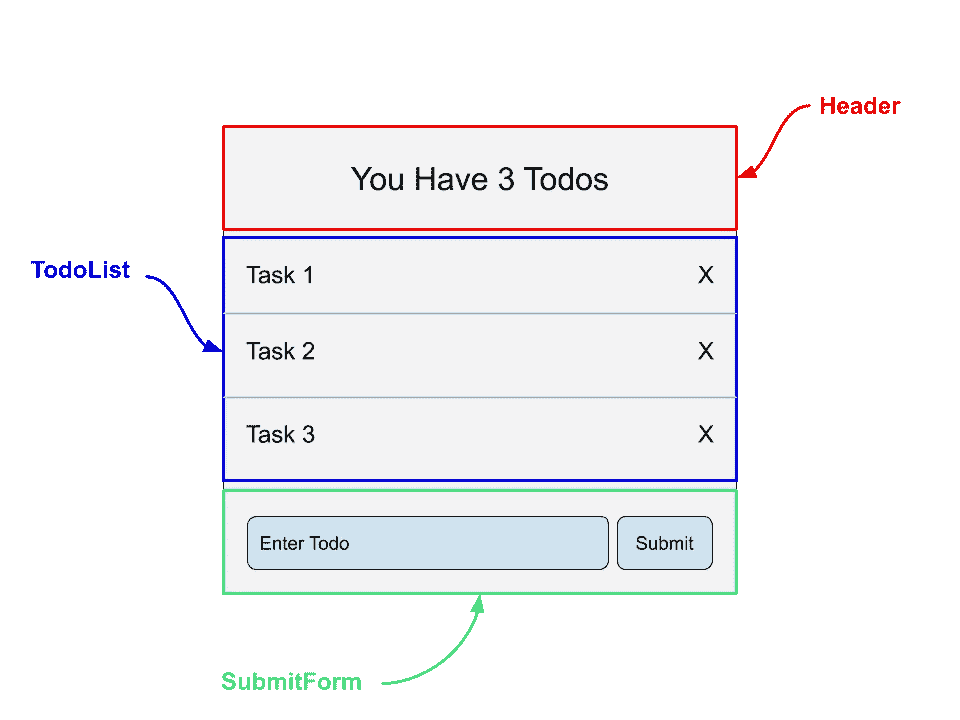 Header
You Have 3 Todos
TodoList
Task 1 X
Task 2 X
Task 3 X
Enter Todo Submit
SubmitForm